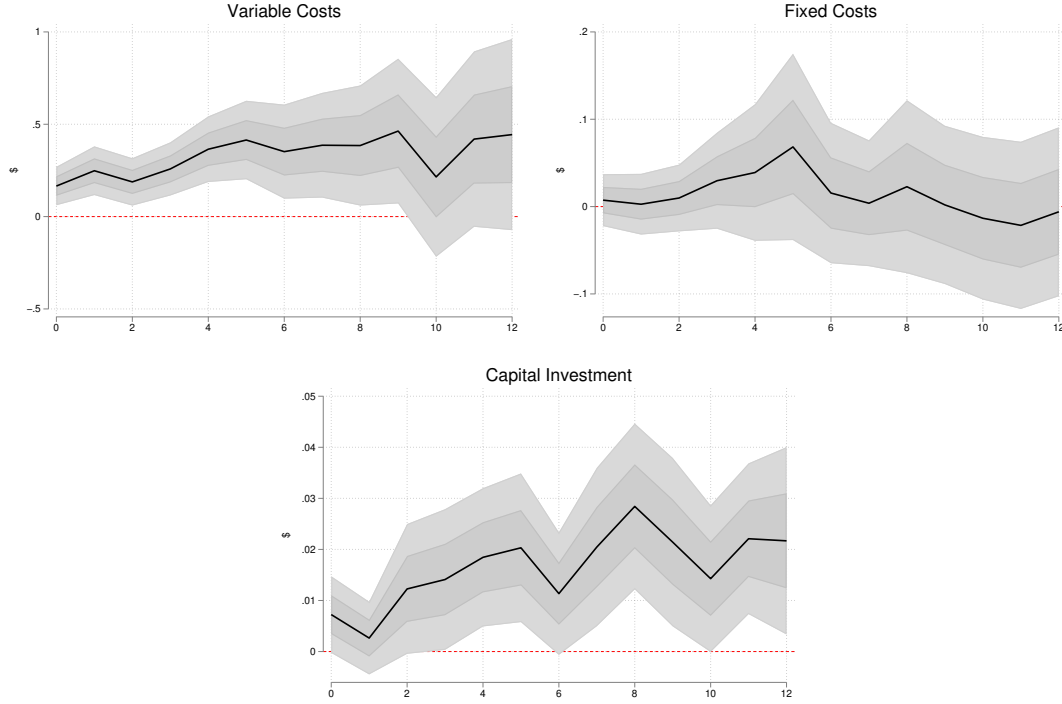 Variable Costs
1
.5
0
−.5
$
0 2 4 6 8 10 12
Fixed Costs
.2
.1
0
−.1
$
0 2 4 6 8 10 12
Capital Investment
.05
.04
.03
.02
.01
0
$
0 2 4 6 8 10 12